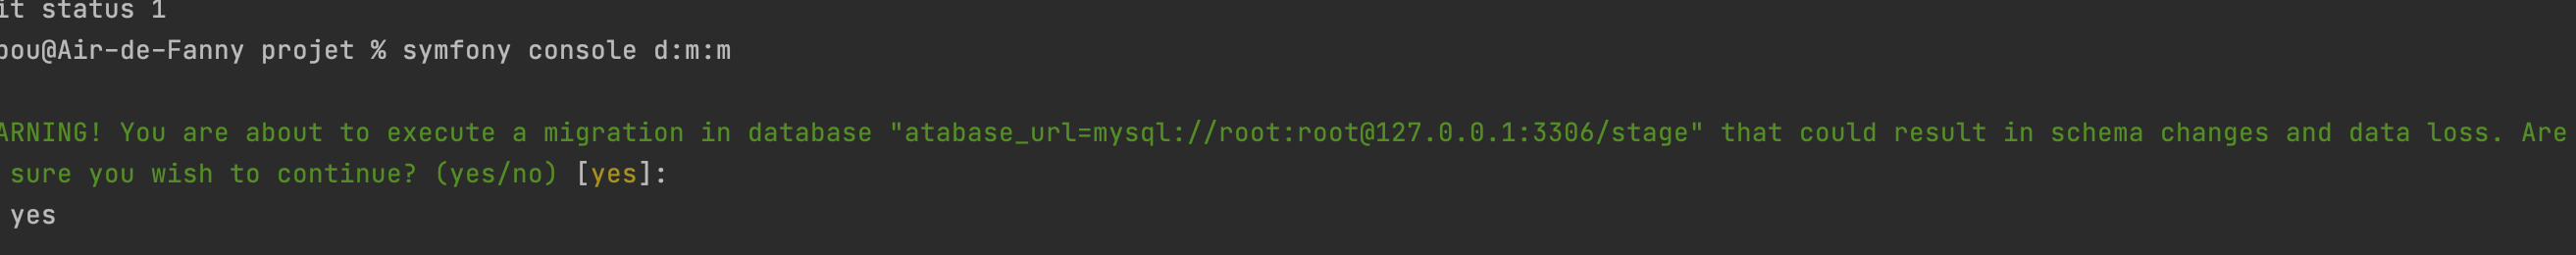 it status 1
bou@Air-de-Fanny projet % symfony console d:m:m
ARNING! You are about to execute a migration in database "atabase_url=mysql://root:root@127.0.0.1:3306/stage" that could result in schema changes and data loss. Are
sure you wish to continue? (yes/no) [yes]:
yes